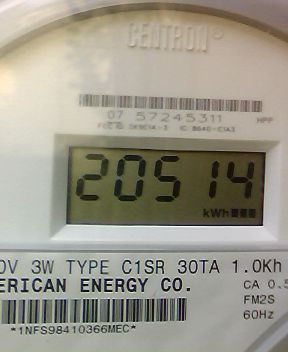 CENTRON®
07 57245311 HPP
20514
kWh
0V 3W TYPE C1SR 30TA 1.0Kh
ERICAN ENERGY CO.
CA 0.5
FM2S
60Hz
*1NFS98410366MEC*